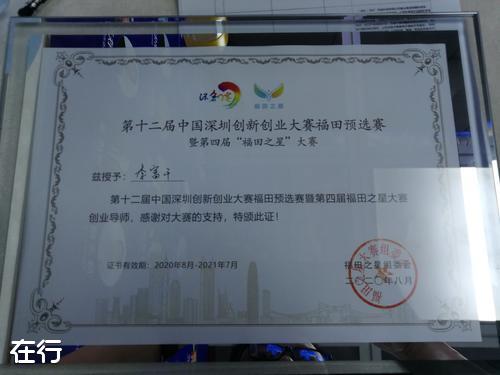 福田之星
第十二届中国深圳创新创业大赛福田预选赛
暨第四届“福田之星”大赛
兹授予:
第十二届中国深圳创新创业大赛福田预选赛暨第四届福田之星大赛
创业导师，感谢对大赛的支持，特颁此证！
证书有效期：2020年8月-2021年7月
福田之星组委会
二〇二〇年八月
在行